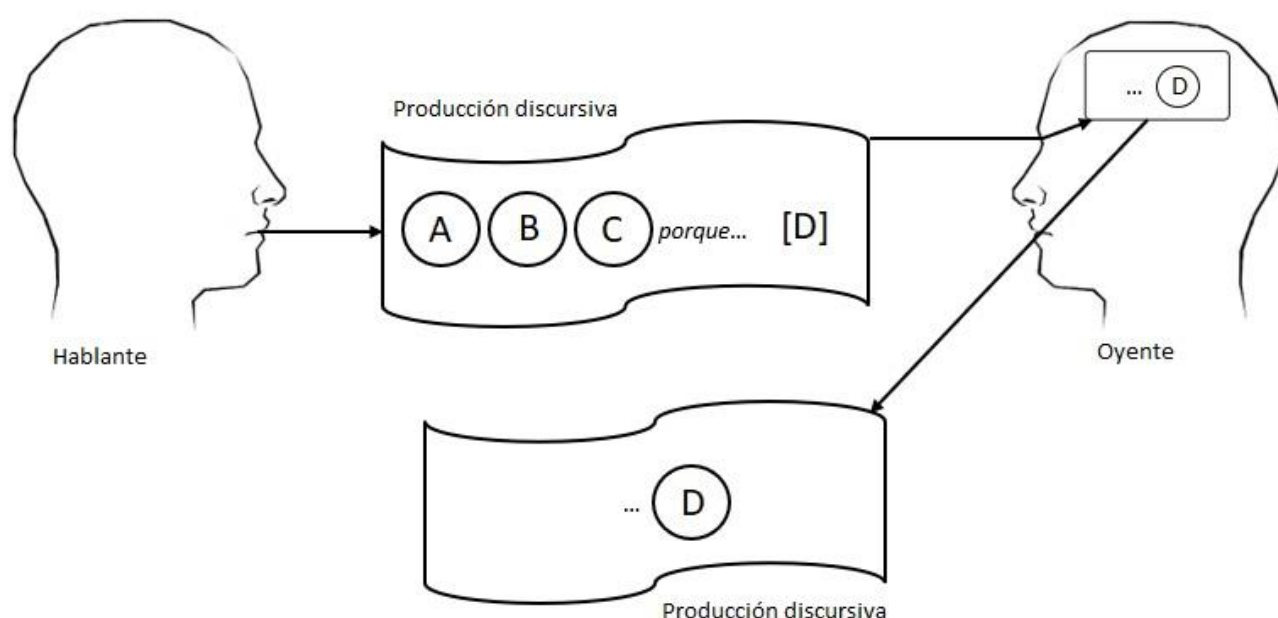 ... D
Producción discursiva
A B C porque... [D]
Hablante
Oyente
... D
Producción discursiva